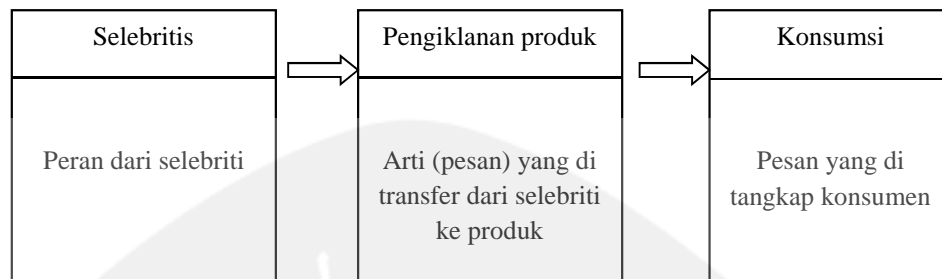 Selebritis
Pengiklanan produk
Konsumsi
Peran dari selebriti
Arti (pesan) yang di
transfer dari selebriti
ke produk
Pesan yang di
tangkap konsumen